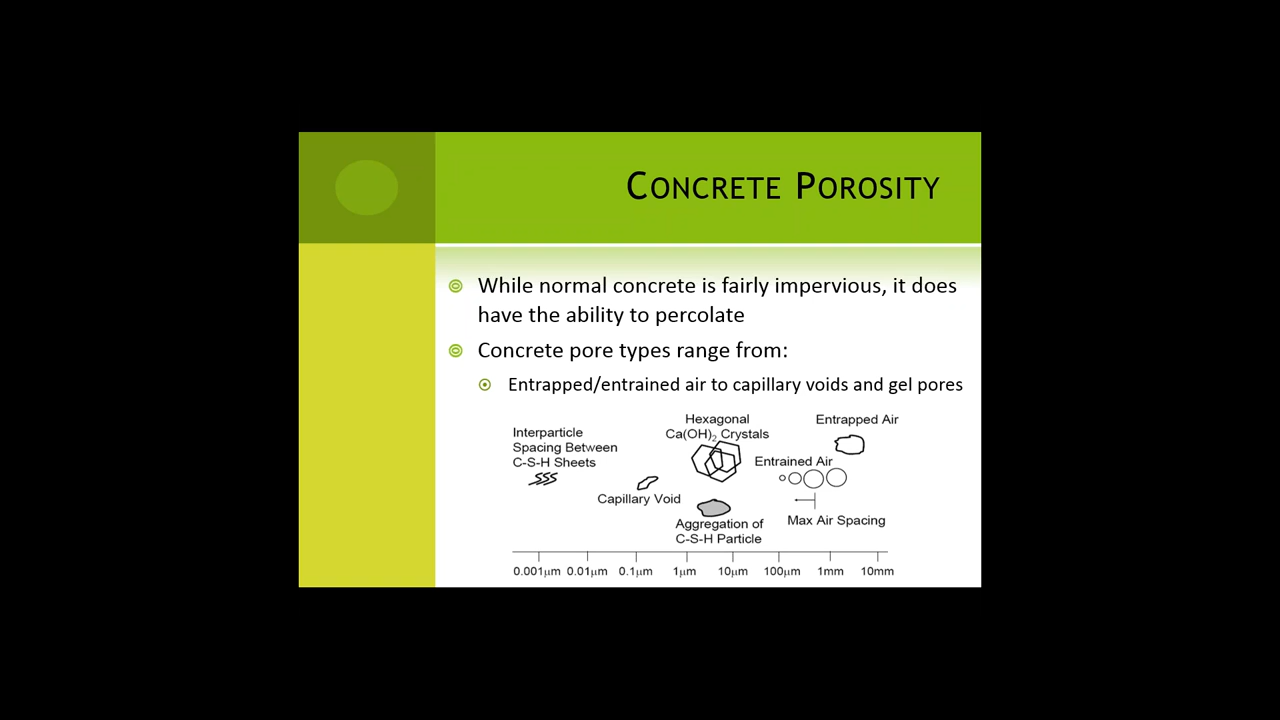 CONCRETE POROSITY
While normal concrete is fairly impervious, it does
have the ability to percolate
Concrete pore types range from:
Entrapped/entrained air to capillary voids and gel pores
Interparticle
Spacing Between
C-S-H Sheets
Capillary Void
Hexagonal
Ca(OH)₂ Crystals
Aggregation of
C-S-H Particle
Entrapped Air
Entrained Air
Max Air Spacing
0.001µm 0.01µm 0.1µm 1µm 10µm 100µm 1mm 10mm